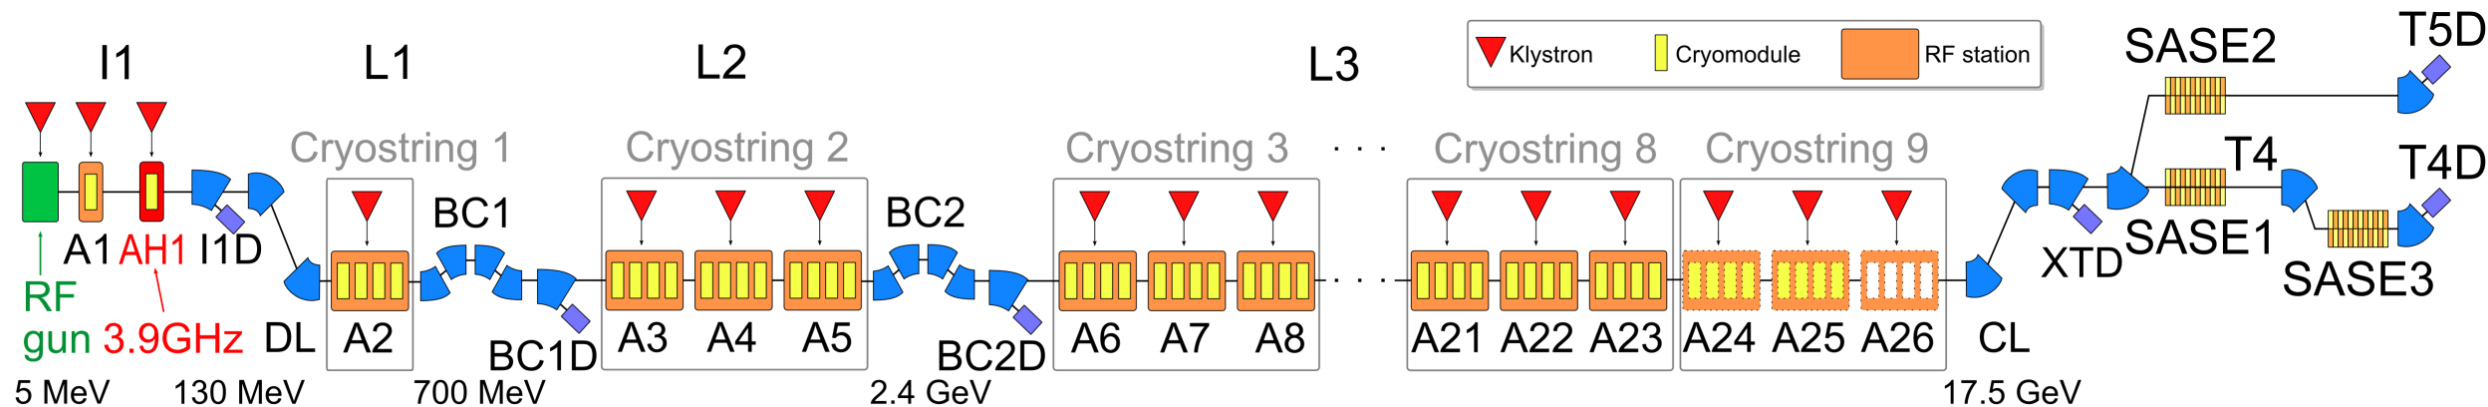 I1
L1
L2
L3
Klystron
Cryomodule
RF station
SASE2
T5D
Cryostring 1
Cryostring 2
Cryostring 3
. . .
Cryostring 8
Cryostring 9
T4
T4D
BC1
BC2
A1
AH1
I1D
XTD
SASE1
SASE3
RF
gun
3.9GHz
DL
A2
BC1D
A3
A4
A5
BC2D
A6
A7
A8
. . .
A21
A22
A23
A24
A25
A26
CL
5 MeV
130 MeV
700 MeV
2.4 GeV
17.5 GeV